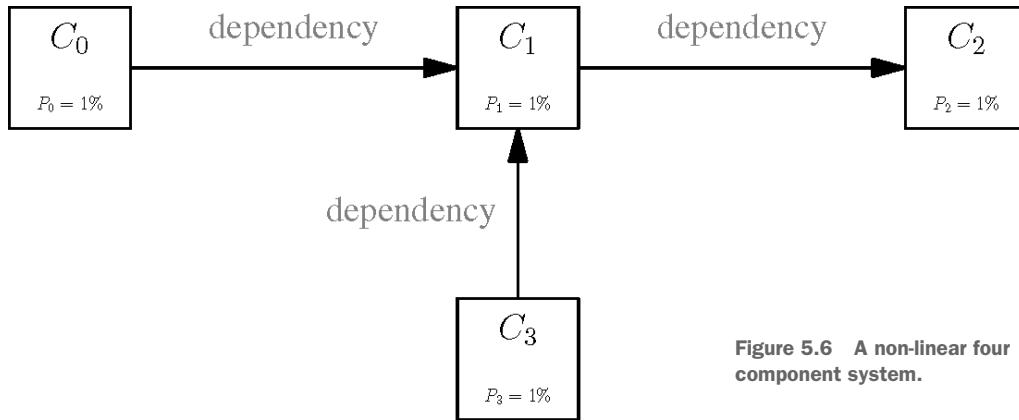 C₀ dependency C₁ dependency C₂
P₀ = 1% P₁ = 1% P₂ = 1%
dependency
C₃
P₃ = 1%
Figure 5.6 A non-linear four
component system.